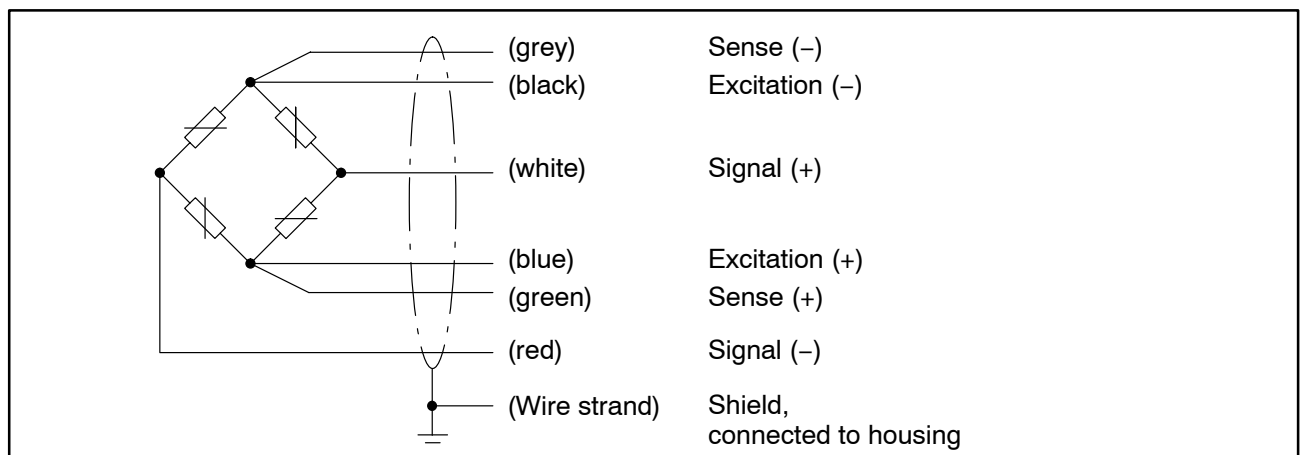 (grey) Sense (−)
(black) Excitation (−)
(white) Signal (+)
(blue) Excitation (+)
(green) Sense (+)
(red) Signal (−)
(Wire strand) Shield,
connected to housing